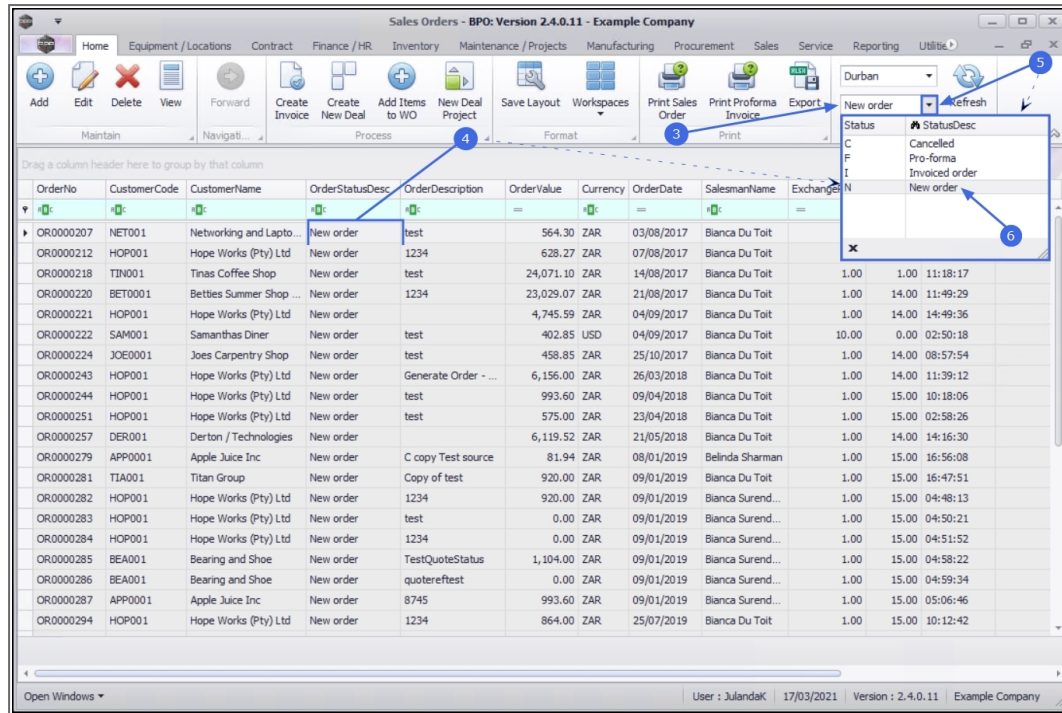 Sales Orders - BPO: Version 2.4.0.11 - Example Company
Home Equipment / Locations Contract Finance / HR Inventory Maintenance / Projects Manufacturing Procurement Sales Service Reporting Utilitie
5
Durban
Add Edit Delete View Forward Create Invoice Create New Deal Add Items to WO New Deal Project Save Layout Workspaces Print Sales Order Print Proforma Invoice Export New order Refresh
3
Maintain Navigati... Process Format Print
4
Status StatusDesc
C Cancelled
F Pro-forma
I Invoiced order
N New order
6
Drag a column header here to group by that column
OrderNo CustomerCode CustomerName OrderStatusDesc OrderDescription OrderValue Currency OrderDate SalesmanName
OR0000207 NET001 Networking and Lapto... New order test 564.30 ZAR 03/08/2017 Bianca Du Toit
OR0000212 HOP001 Hope Works (Pty) Ltd New order 1234 628.27 ZAR 07/08/2017 Bianca Du Toit
OR0000218 TIN001 Tinas Coffee Shop New order test 24,071.10 ZAR 14/08/2017 Bianca Du Toit 1.00 1.00 11:18:17
OR0000220 BET0001 Betties Summer Shop ... New order 1234 23,029.07 ZAR 21/08/2017 Bianca Du Toit 1.00 14.00 11:49:29
OR0000221 HOP001 Hope Works (Pty) Ltd New order 4,745.59 ZAR 04/09/2017 Bianca Du Toit 1.00 14.00 14:49:36
OR0000222 SAM001 Samanthas Diner New order test 402.85 USD 04/09/2017 Bianca Du Toit 10.00 0.00 02:50:18
OR0000224 JOE0001 Joes Carpentry Shop New order test 458.85 ZAR 25/10/2017 Bianca Du Toit 1.00 14.00 08:57:54
OR0000243 HOP001 Hope Works (Pty) Ltd New order Generate Order - ... 6,156.00 ZAR 26/03/2018 Bianca Du Toit 1.00 14.00 11:39:12
OR0000244 HOP001 Hope Works (Pty) Ltd New order test 993.60 ZAR 09/04/2018 Bianca Du Toit 1.00 15.00 10:18:06
OR0000251 HOP001 Hope Works (Pty) Ltd New order test 575.00 ZAR 23/04/2018 Bianca Du Toit 1.00 15.00 02:58:26
OR0000257 DER001 Derton / Technologies New order 6,119.52 ZAR 21/05/2018 Bianca Du Toit 1.00 14.00 14:16:30
OR0000279 APP0001 Apple Juice Inc New order C copy Test source 81.94 ZAR 08/01/2019 Belinda Sharman 1.00 15.00 16:56:08
OR0000281 TIA001 Titan Group New order Copy of test 920.00 ZAR 09/01/2019 Bianca Du Toit 1.00 15.00 16:47:51
OR0000282 HOP001 Hope Works (Pty) Ltd New order 1234 920.00 ZAR 09/01/2019 Bianca Surend... 1.00 15.00 04:48:13
OR0000283 HOP001 Hope Works (Pty) Ltd New order test 0.00 ZAR 09/01/2019 Bianca Surend... 1.00 15.00 04:50:21
OR0000284 HOP001 Hope Works (Pty) Ltd New order 1234 0.00 ZAR 09/01/2019 Bianca Surend... 1.00 15.00 04:51:52
OR0000285 BEA001 Bearing and Shoe New order TestQuoteStatus 1,104.00 ZAR 09/01/2019 Bianca Surend... 1.00 15.00 04:58:22
OR0000286 BEA001 Bearing and Shoe New order quotereftest 0.00 ZAR 09/01/2019 Bianca Surend... 1.00 15.00 04:59:34
OR0000287 APP0001 Apple Juice Inc New order 8745 993.60 ZAR 09/01/2019 Bianca Surend... 1.00 15.00 05:06:46
OR0000294 HOP001 Hope Works (Pty) Ltd New order 1234 864.00 ZAR 25/07/2019 Bianca Du Toit 1.00 15.00 10:12:42
Open Windows User : JulandaK 17/03/2021 Version : 2.4.0.11 Example Company